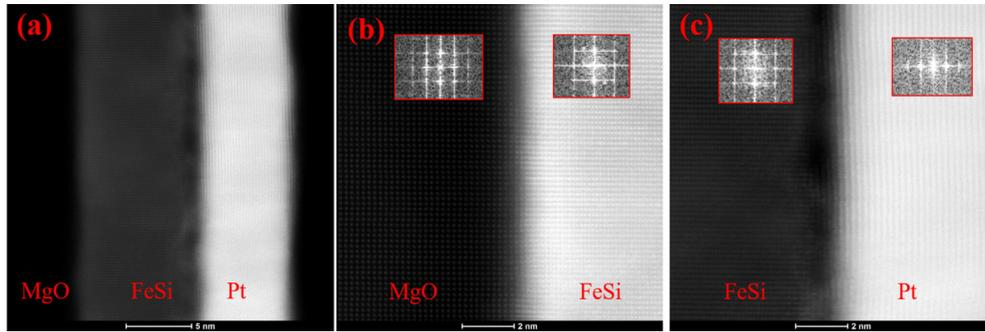 (a)
MgO
FeSi
Pt
5 nm
(b)
MgO
FeSi
2 nm
(c)
FeSi
Pt
2 nm